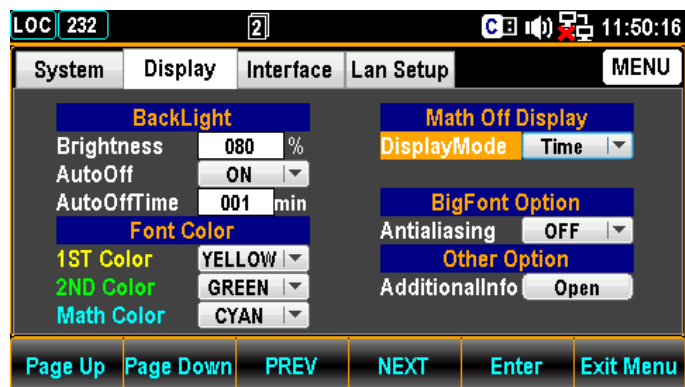 LOC 232 2 C 11:50:16
System Display Interface Lan Setup MENU
BackLight
Brightness 080 %
AutoOff ON
AutoOffTime 001 min
Font Color
1ST Color YELLOW
2ND Color GREEN
Math Color CYAN
Math Off Display
DisplayMode Time
BigFont Option
Antialiasing OFF
Other Option
AdditionalInfo Open
Page Up Page Down PREV NEXT Enter Exit Menu